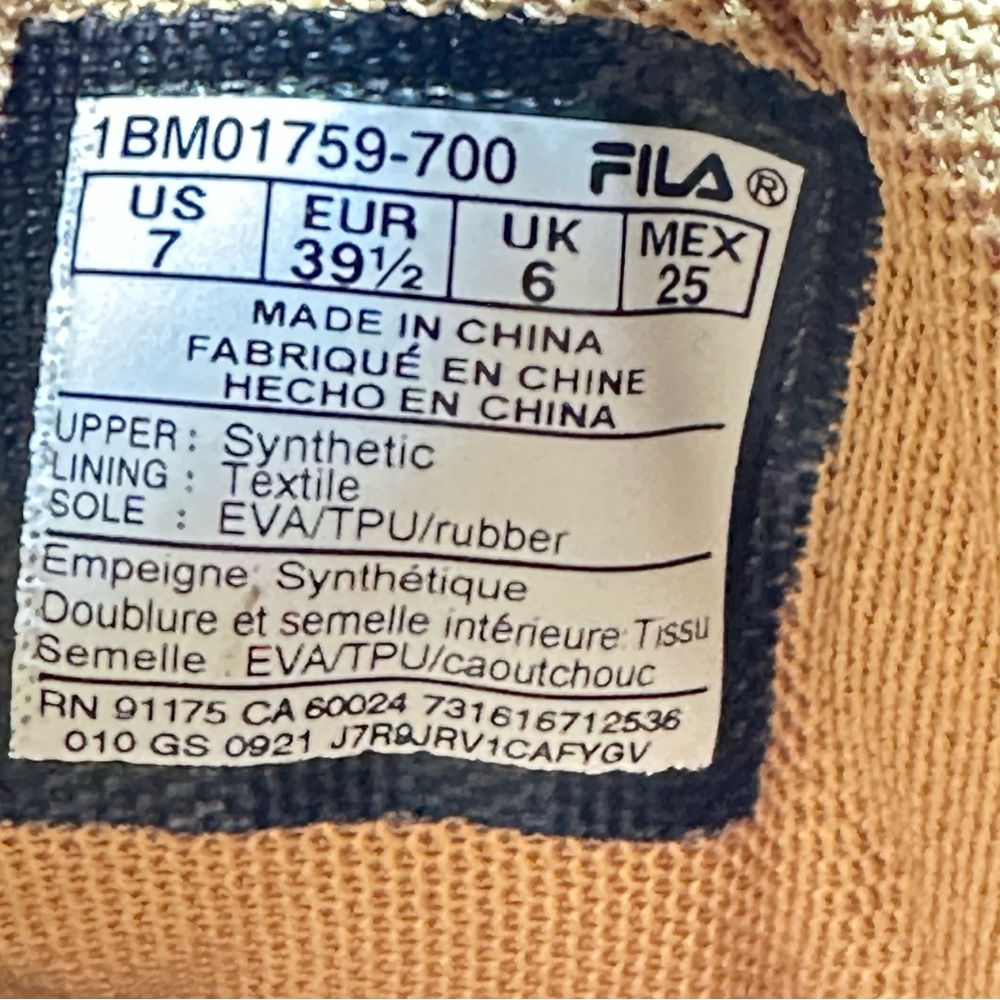 1BM01759-700 FILA®
US EUR UK MEX
7 39½ 6 25
MADE IN CHINA
FABRIQUÉ EN CHINE
HECHO EN CHINA
UPPER : Synthetic
LINING : Textile
SOLE : EVA/TPU/rubber
Empeigne: Synthétique
Doublure et semelle intérieure: Tissu
Semelle : EVA/TPU/caoutchouc
RN 91175 CA 60024 731616712536
010 GS 0921 J7R9JRV1CAFYGV